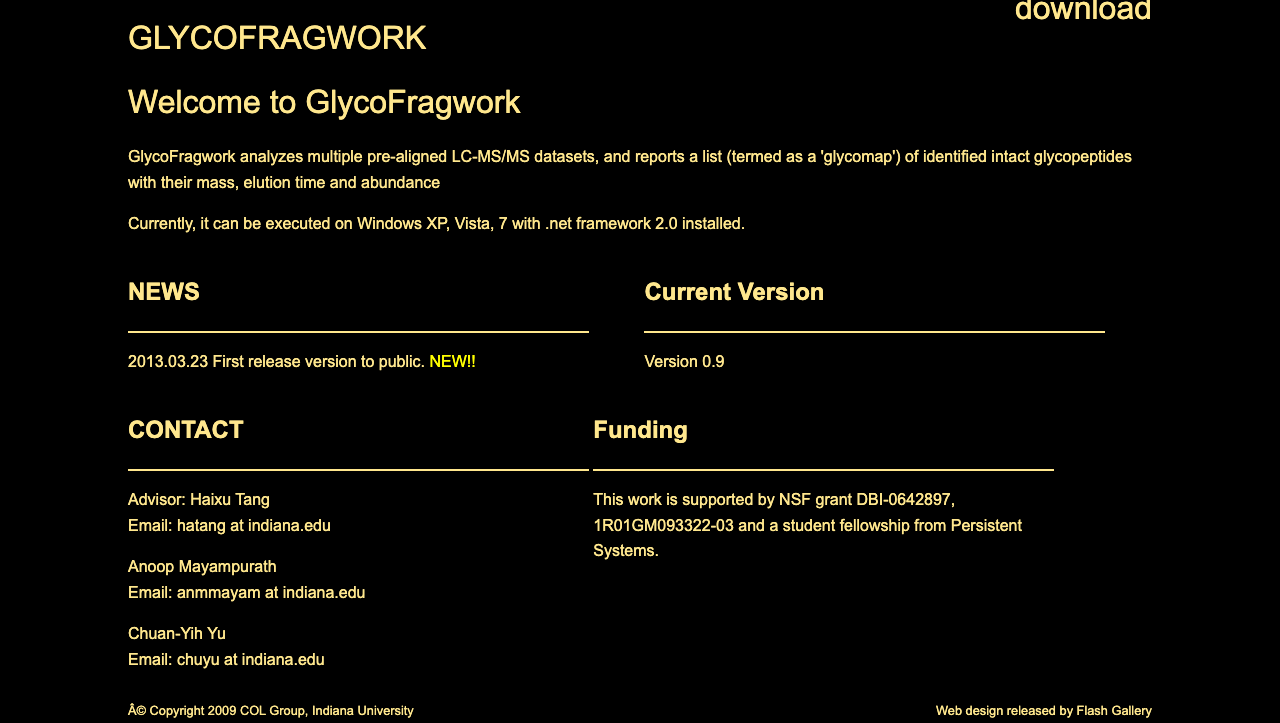 download
GLYCOFRAGWORK
Welcome to GlycoFragwork
GlycoFragwork analyzes multiple pre-aligned LC-MS/MS datasets, and reports a list (termed as a 'glycomap') of identified intact glycopeptides
with their mass, elution time and abundance
Currently, it can be executed on Windows XP, Vista, 7 with .net framework 2.0 installed.
NEWS
2013.03.23 First release version to public. NEW!!
Current Version
Version 0.9
CONTACT
Advisor: Haixu Tang
Email: hatang at indiana.edu
Anoop Mayampurath
Email: anmmayam at indiana.edu
Chuan-Yih Yu
Email: chuyu at indiana.edu
Funding
This work is supported by NSF grant DBI-0642897,
1R01GM093322-03 and a student fellowship from Persistent
Systems.
Â© Copyright 2009 COL Group, Indiana University
Web design released by Flash Gallery